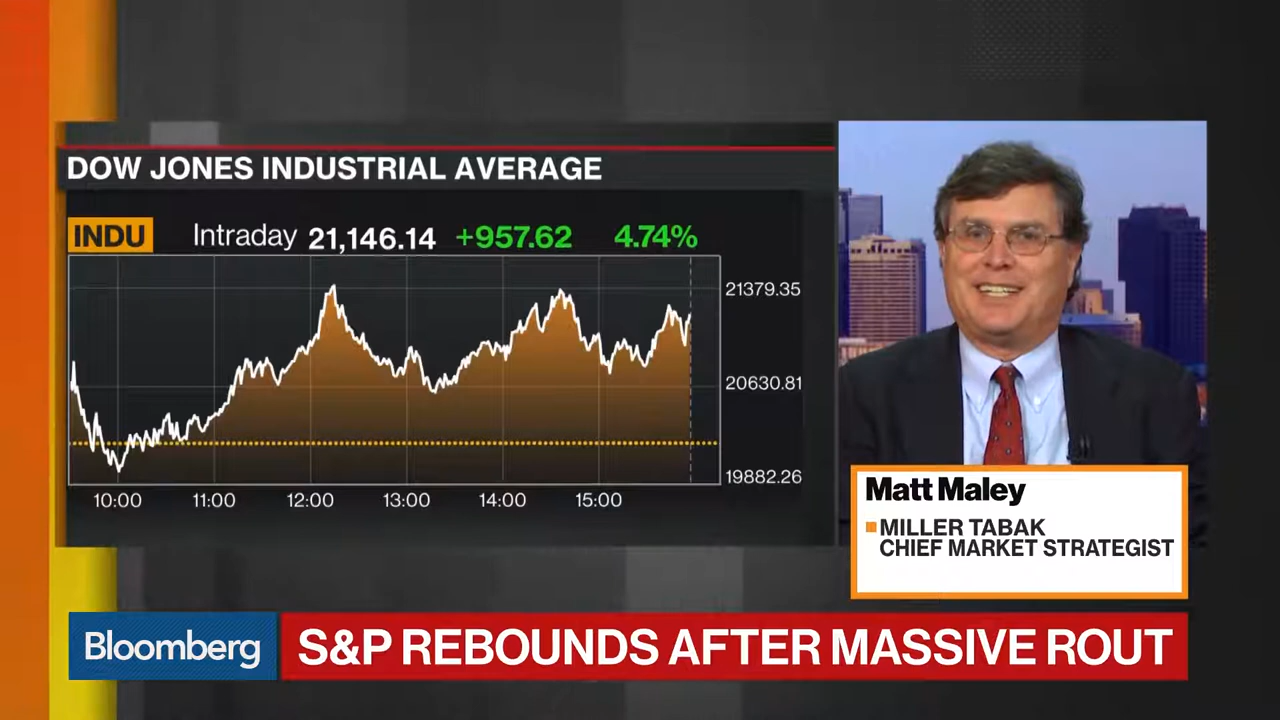 DOW JONES INDUSTRIAL AVERAGE
INDU Intraday 21,146.14 +957.62 4.74%
21379.35
20630.81
19882.26
10:00 11:00 12:00 13:00 14:00 15:00
Matt Maley
MILLER TABAK
CHIEF MARKET STRATEGIST
Bloomberg S&P REBOUNDS AFTER MASSIVE ROUT